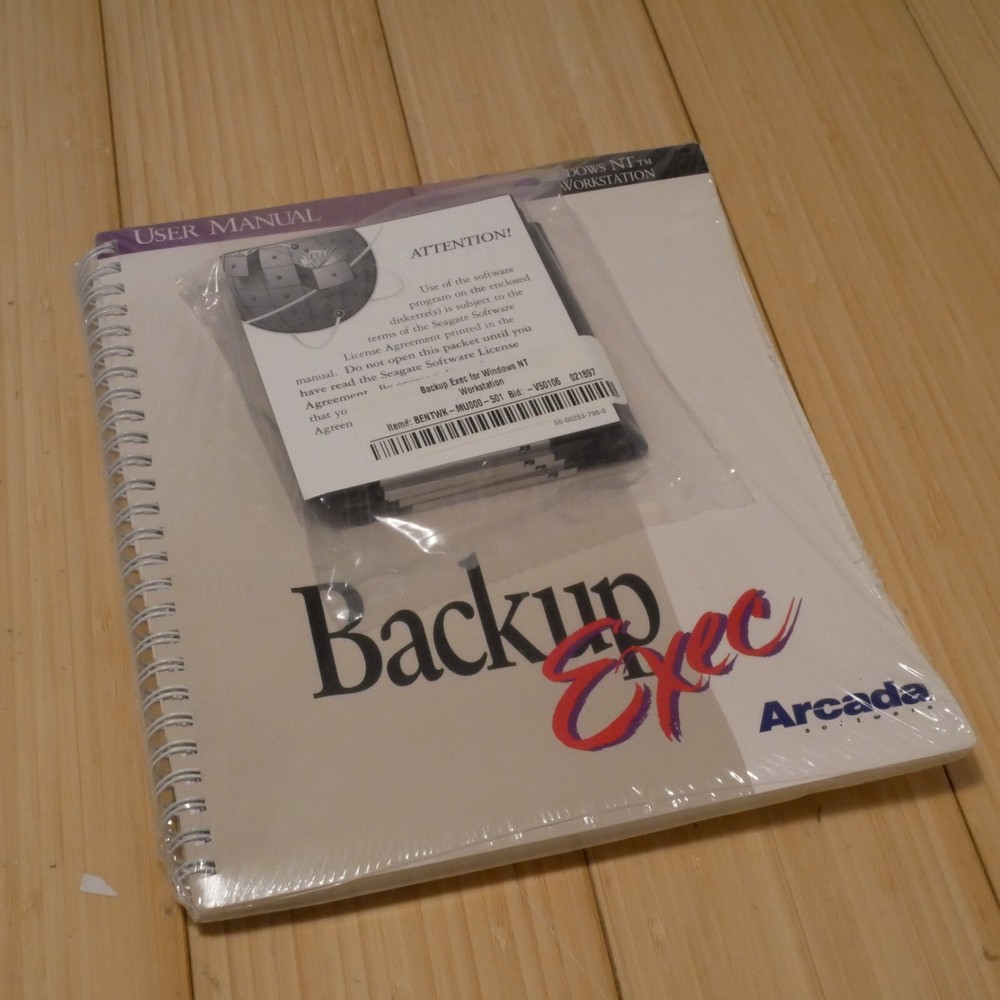 USER MANUAL
DOWS NT™
WORKSTATION
ATTENTION!
Use of the software
program on the enclosed
diskette(s) is subject to the
terms of the Seagate Software
License Agreement printed in the
manual. Do not open this packet until you
have read the Seagate Software License
Agreement.
that yo
Agreen
Backup Exec for Windows NT
Workstation
Item#: BENTWK-MU000-501 Bid: -V50106 021897
50-00253-796-0
Backup
Exec
Arcada
software